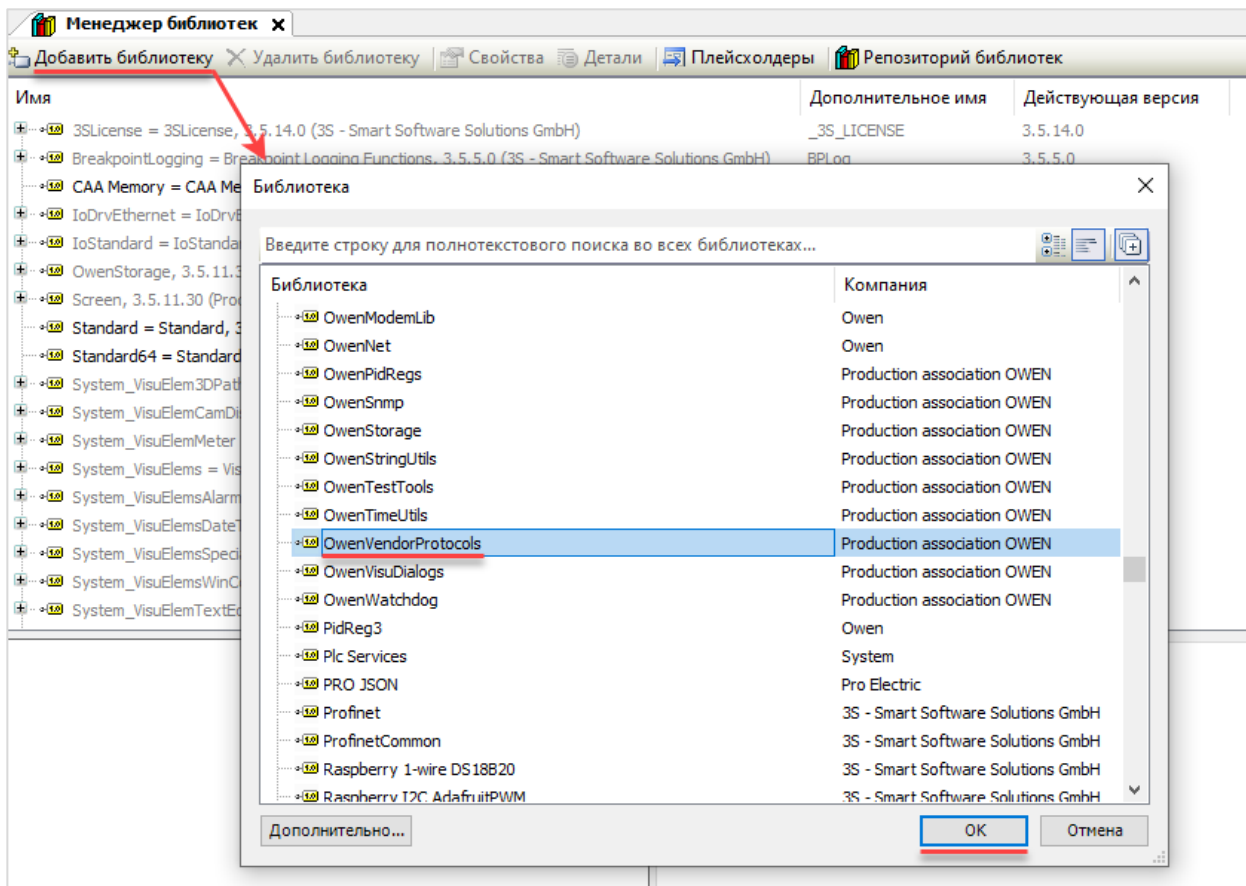 Менеджер библиотек
Добавить библиотеку Удалить библиотеку Свойства Детали Плейсхолдеры Репозиторий библиотек
Имя Дополнительное имя Действующая версия
3SLicense = 3SLicense, 3.5.14.0 (3S - Smart Software Solutions GmbH) _3S_LICENSE 3.5.14.0
BreakpointLogging = Breakpoint Logging Functions, 3.5.5.0 (3S - Smart Software Solutions GmbH) BPLog 3.5.5.0
CAA Memory = CAA Me
IoDrvEthernet = IoDrvE
IoStandard = IoStanda
OwenStorage, 3.5.11.3
Screen, 3.5.11.30 (Pro
Standard = Standard, 3
Standard64 = Standard
System_VisuElem3DPath
System_VisuElemCamDi
System_VisuElemMeter
System_VisuElems = Vis
System_VisuElemsAlarm
System_VisuElemsDateT
System_VisuElemsSpeci
System_VisuElemsWinC
System_VisuElemTextEd
Библиотека
Введите строку для полнотекстового поиска во всех библиотеках...
Библиотека Компания
OwenModemLib Owen
OwenNet Owen
OwenPidRegs Production association OWEN
OwenSnmp Production association OWEN
OwenStorage Production association OWEN
OwenStringUtils Production association OWEN
OwenTestTools Production association OWEN
OwenTimeUtils Production association OWEN
OwenVendorProtocols Production association OWEN
OwenVisuDialogs Production association OWEN
OwenWatchdog Production association OWEN
PidReg3 Owen
Plc Services System
PRO JSON Pro Electric
Profinet 3S - Smart Software Solutions GmbH
ProfinetCommon 3S - Smart Software Solutions GmbH
Raspberry 1-wire DS18B20 3S - Smart Software Solutions GmbH
Raspberry I2C AdafruitPWM 3S - Smart Software Solutions GmbH
Дополнительно... OK Отмена